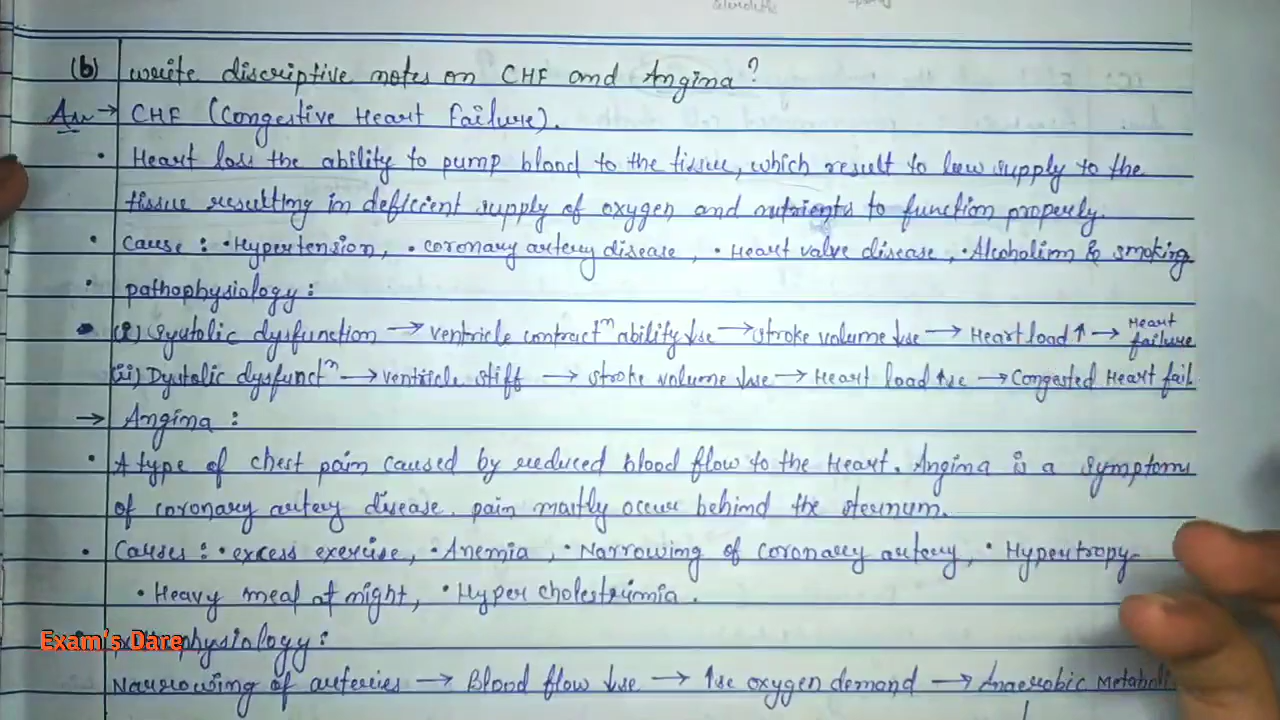 (b) write discriptive notes on CHF and Angina?
Ans → CHF (Congestive Heart Failure).
• Heart loss the ability to pump blood to the tissue, which result to low supply to the
tissue resulting in deficient supply of oxygen and nutrients to function properly.
• Cause : •Hypertension, •coronary artery disease, •Heart valve disease, •Alcoholism & smoking
• pathophysiology :
• (i) Systolic dysfunction → ventricle contractⁿ ability ↓se → stroke volume ↓se → Heart load ↑ → Heart failure
(ii) Dystolic dysfunctⁿ → ventricle stiff → stroke volume ↓se → Heart load ↑se → Congested Heart fail
→ Angina :
• A type of chest pain caused by reduced blood flow to the Heart. Angina is a symptoms
of coronary artery disease. pain mostly occur behind the sternum.
• Causes : •excess exercise, •Anemia, •Narrowing of coronary artery, •Hypertropy
•Heavy meal at night, •Hyper cholestrimia.
Exam's Dare physiology :
Narrowing of arteries → Blood flow ↓se → ↑se oxygen demand → Anaerobic Metaboli